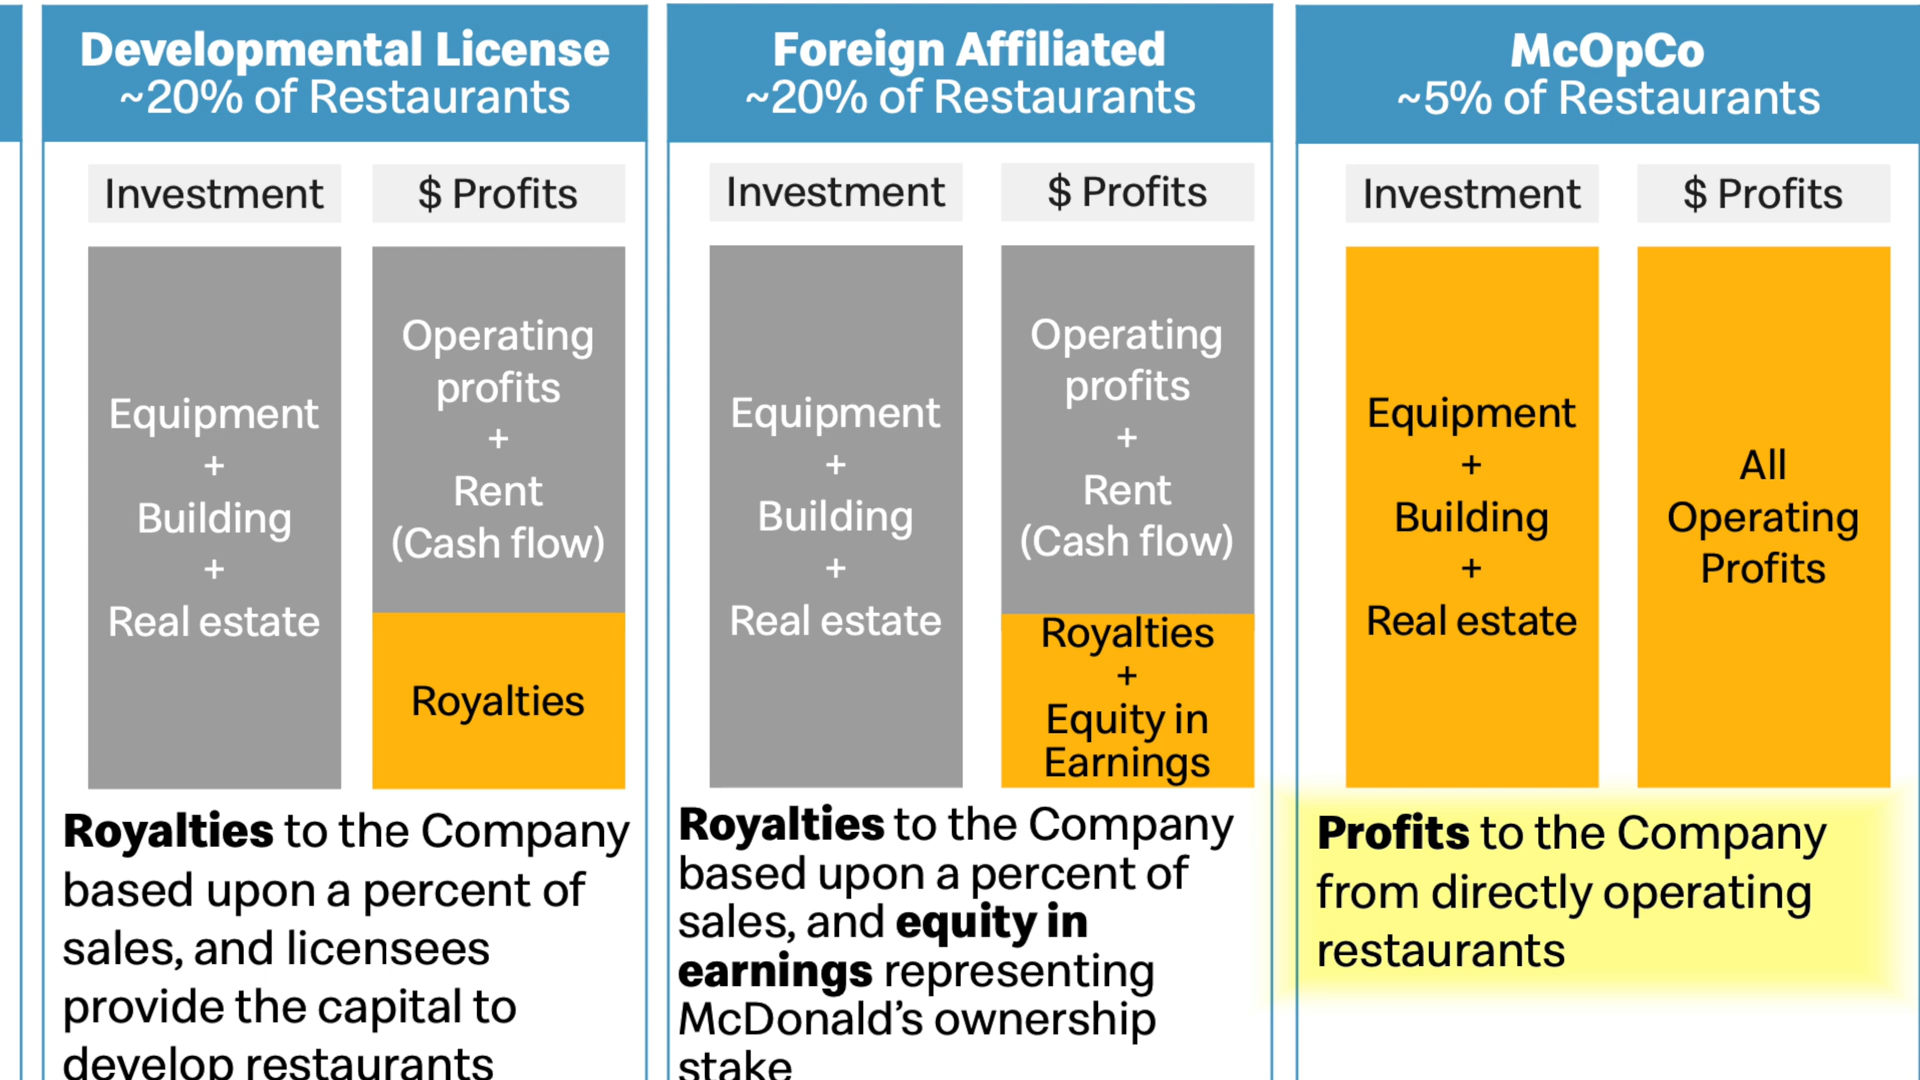 Developmental License
~20% of Restaurants
Investment
$ Profits
Equipment
+
Building
+
Real estate
Operating
profits
+
Rent
(Cash flow)
Royalties
Royalties to the Company
based upon a percent of
sales, and licensees
provide the capital to
develop restaurants
Foreign Affiliated
~20% of Restaurants
Investment
$ Profits
Equipment
+
Building
+
Real estate
Operating
profits
+
Rent
(Cash flow)
Royalties
+
Equity in
Earnings
Royalties to the Company
based upon a percent of
sales, and equity in
earnings representing
McDonald’s ownership
stake
McOpCo
~5% of Restaurants
Investment
$ Profits
Equipment
+
Building
+
Real estate
All
Operating
Profits
Profits to the Company
from directly operating
restaurants